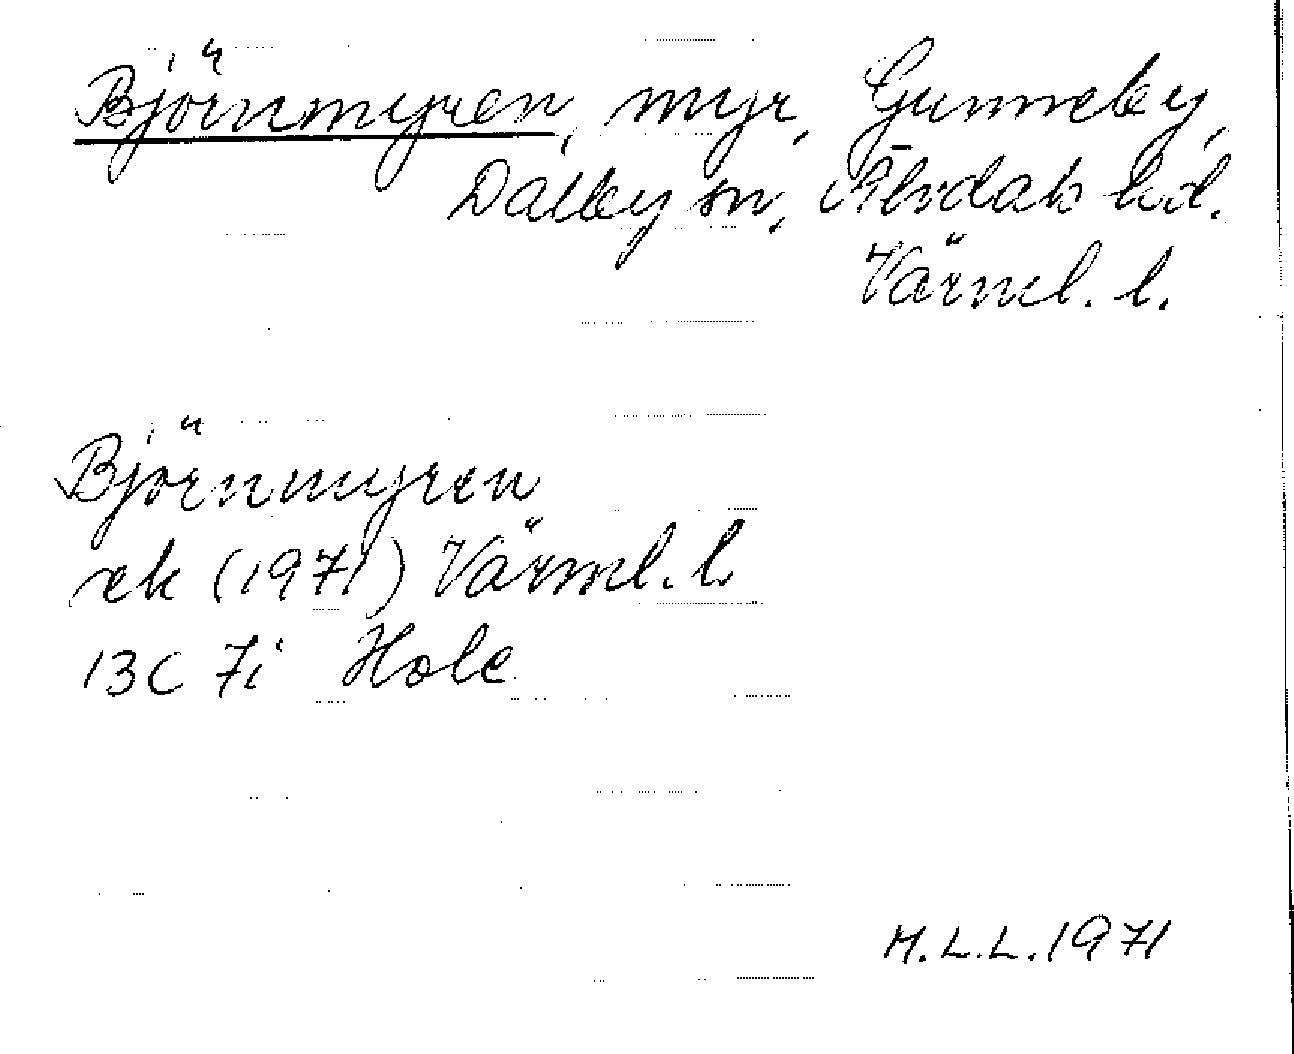 Björnmyren, myr, Gunneby,
Dalby sn, Älvdals hd.
Värml. l.
Björnmyren
ek (1971) Värml. l.
13C 7i Hole
M.L.L. 1971